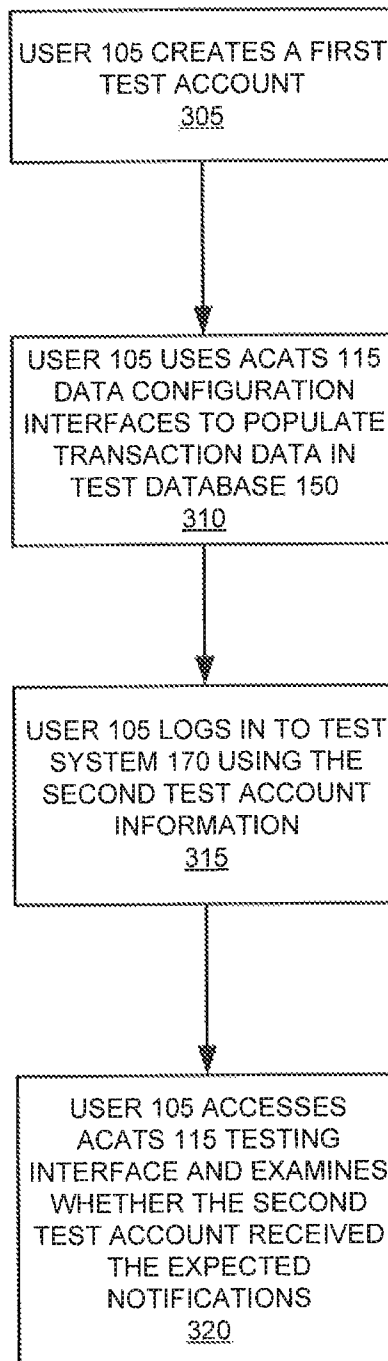 USER 105 CREATES A FIRST
TEST ACCOUNT
305
USER 105 USES ACATS 115
DATA CONFIGURATION
INTERFACES TO POPULATE
TRANSACTION DATA IN
TEST DATABASE 150
310
USER 105 LOGS IN TO TEST
SYSTEM 170 USING THE
SECOND TEST ACCOUNT
INFORMATION
315
USER 105 ACCESSES
ACATS 115 TESTING
INTERFACE AND EXAMINES
WHETHER THE SECOND
TEST ACCOUNT RECEIVED
THE EXPECTED
NOTIFICATIONS
320